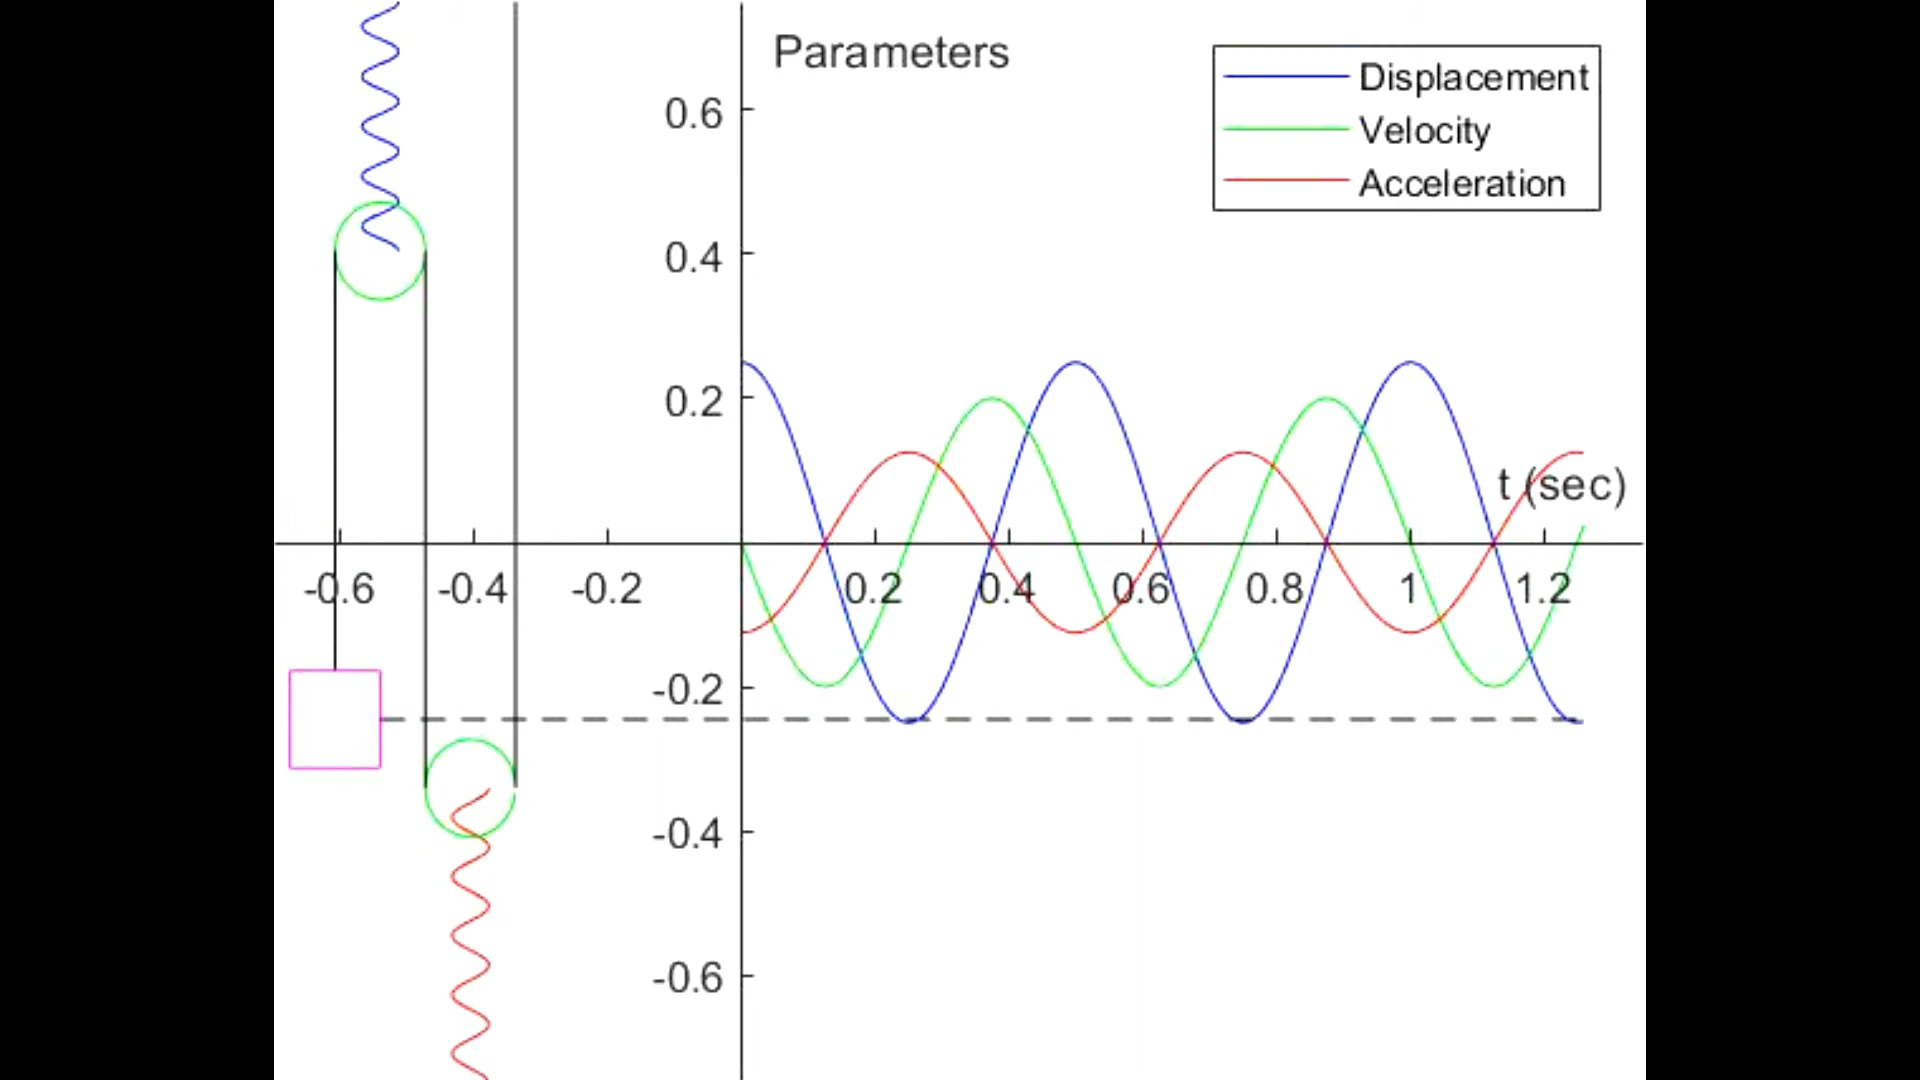 Parameters
Displacement
Velocity
Acceleration
0.6
0.4
0.2
t (sec)
-0.6 -0.4 -0.2 0.2 0.4 0.6 0.8 1 1.2
-0.2
-0.4
-0.6